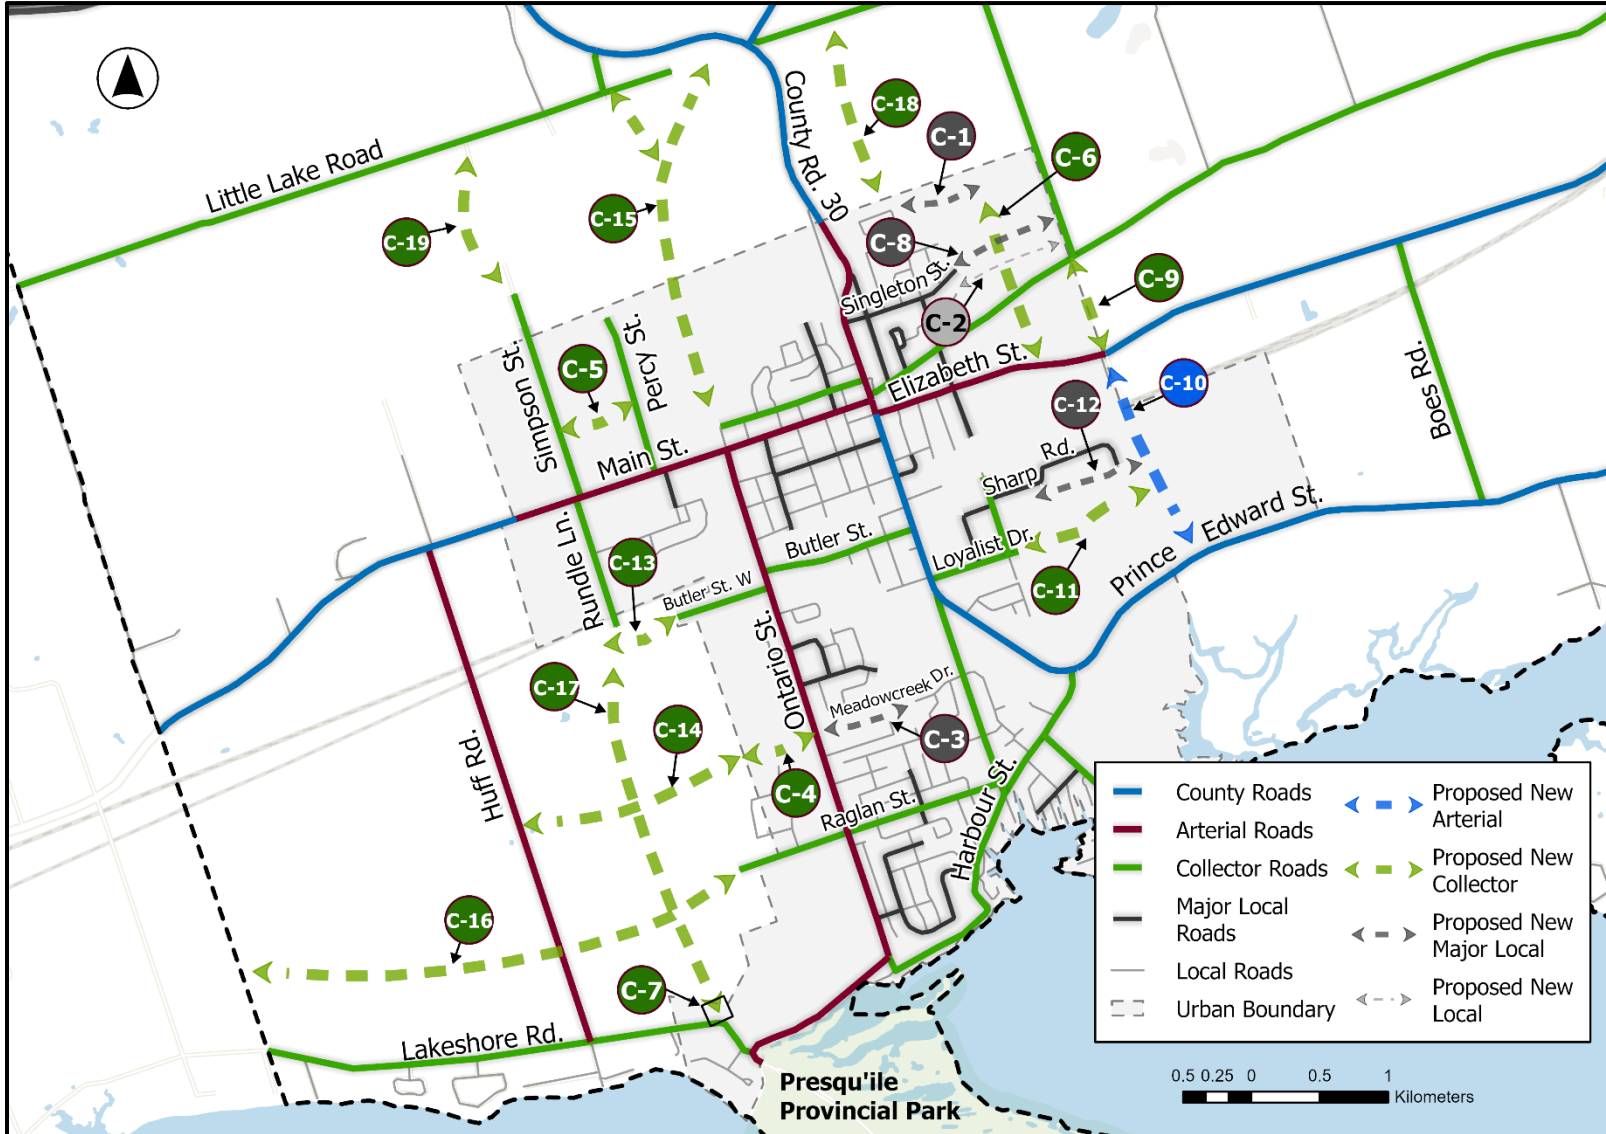 County Rd. 30
C-18
C-1
C-6
Little Lake Road
C-15
C-19
C-8
C-9
Singleton St.
C-2
Simpson St.
Percy St.
C-5
Elizabeth St.
C-10
C-12
Boes Rd.
Main St.
Sharp Rd.
Rundle Ln.
C-13
Butler St.
Loyalist Dr.
Prince Edward St.
Butler St. W
C-11
Ontario St.
C-17
Meadowcreek Dr.
C-14
C-3
Huff Rd.
C-4
Raglan St.
Harbour St.
C-16
C-7
Lakeshore Rd.
Presqu'ile
Provincial Park
County Roads
Arterial Roads
Collector Roads
Major Local
Roads
Local Roads
Urban Boundary
Proposed New
Arterial
Proposed New
Collector
Proposed New
Major Local
Proposed New
Local
0.5 0.25 0 0.5 1
Kilometers